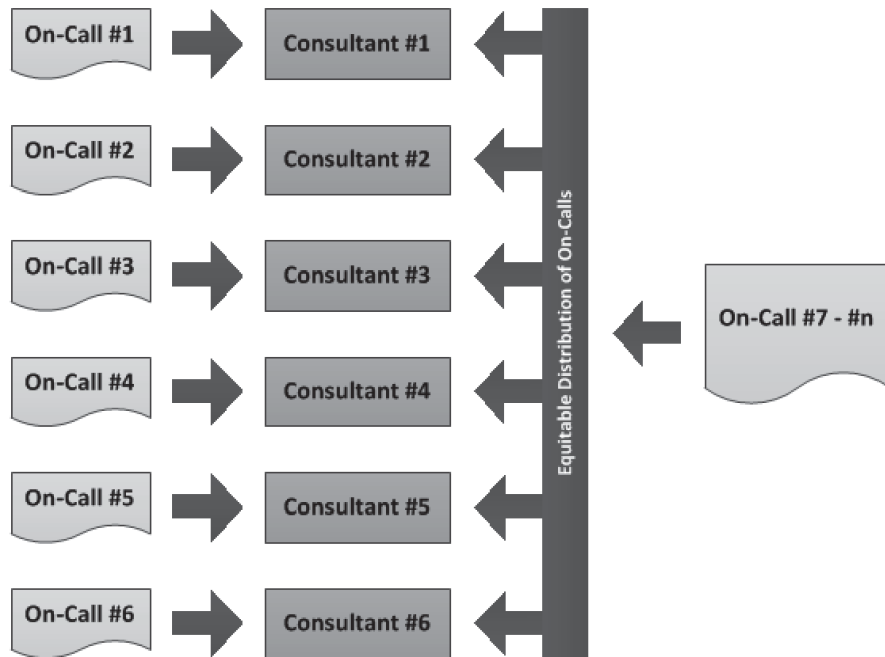 On-Call #1
Consultant #1
On-Call #2
Consultant #2
On-Call #3
Consultant #3
On-Call #4
Consultant #4
On-Call #5
Consultant #5
On-Call #6
Consultant #6
Equitable Distribution of On-Calls
On-Call #7 - #n